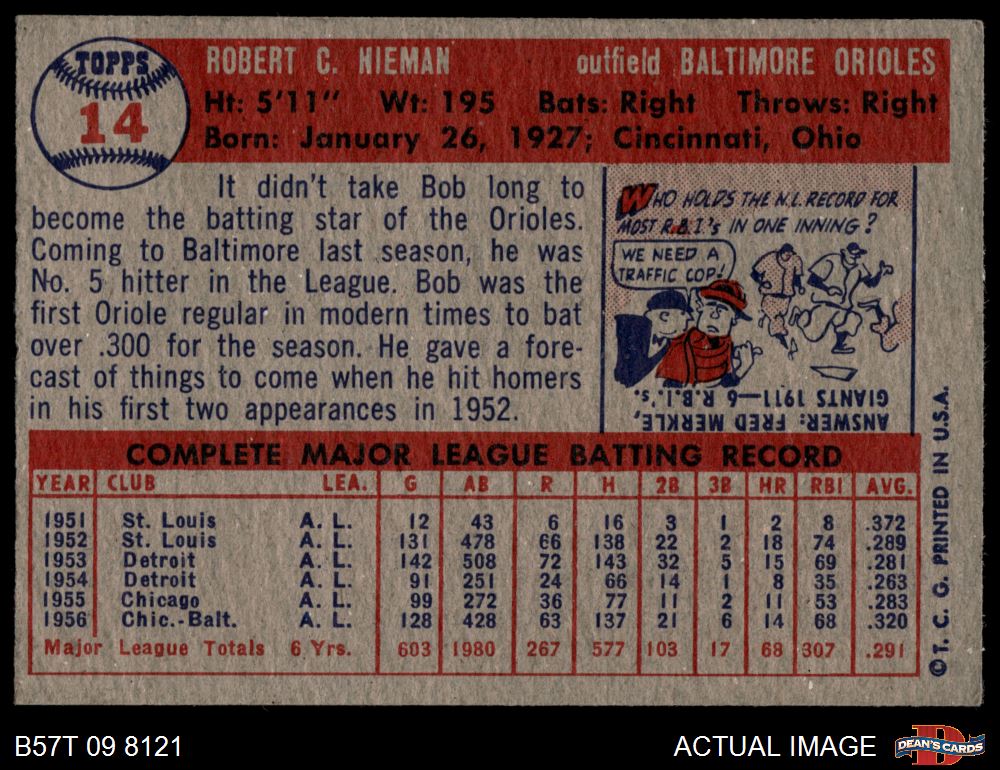 TOPPS
14
ROBERT C. NIEMAN outfield BALTIMORE ORIOLES
Ht: 5'11" Wt: 195 Bats: Right Throws: Right
Born: January 26, 1927; Cincinnati, Ohio
It didn't take Bob long to
become the batting star of the Orioles.
Coming to Baltimore last season, he was
No. 5 hitter in the League. Bob was the
first Oriole regular in modern times to bat
over .300 for the season. He gave a fore-
cast of things to come when he hit homers
in his first two appearances in 1952.
WHO HOLDS THE N.L. RECORD FOR
MOST R.B.I.'s IN ONE INNING?
WE NEED A
TRAFFIC COP!
ANSWER: FRED MERKLE,
GIANTS 1911—6 R.B.I.'s.
COMPLETE MAJOR LEAGUE BATTING RECORD
YEAR CLUB LEA. G AB R H 2B 3B HR RBI AVG.
1951 St. Louis A. L. 12 43 6 16 3 1 2 8 .372
1952 St. Louis A. L. 131 478 66 138 22 2 18 74 .289
1953 Detroit A. L. 142 508 72 143 32 5 15 69 .281
1954 Detroit A. L. 91 251 24 66 14 1 8 35 .263
1955 Chicago A. L. 99 272 36 77 11 2 11 53 .283
1956 Chic.-Balt. A. L. 128 428 63 137 21 6 14 68 .320
Major League Totals 6 Yrs. 603 1980 267 577 103 17 68 307 .291
©T. C. G. PRINTED IN U.S.A.
B57T 09 8121
ACTUAL IMAGE
DEAN'S CARDS